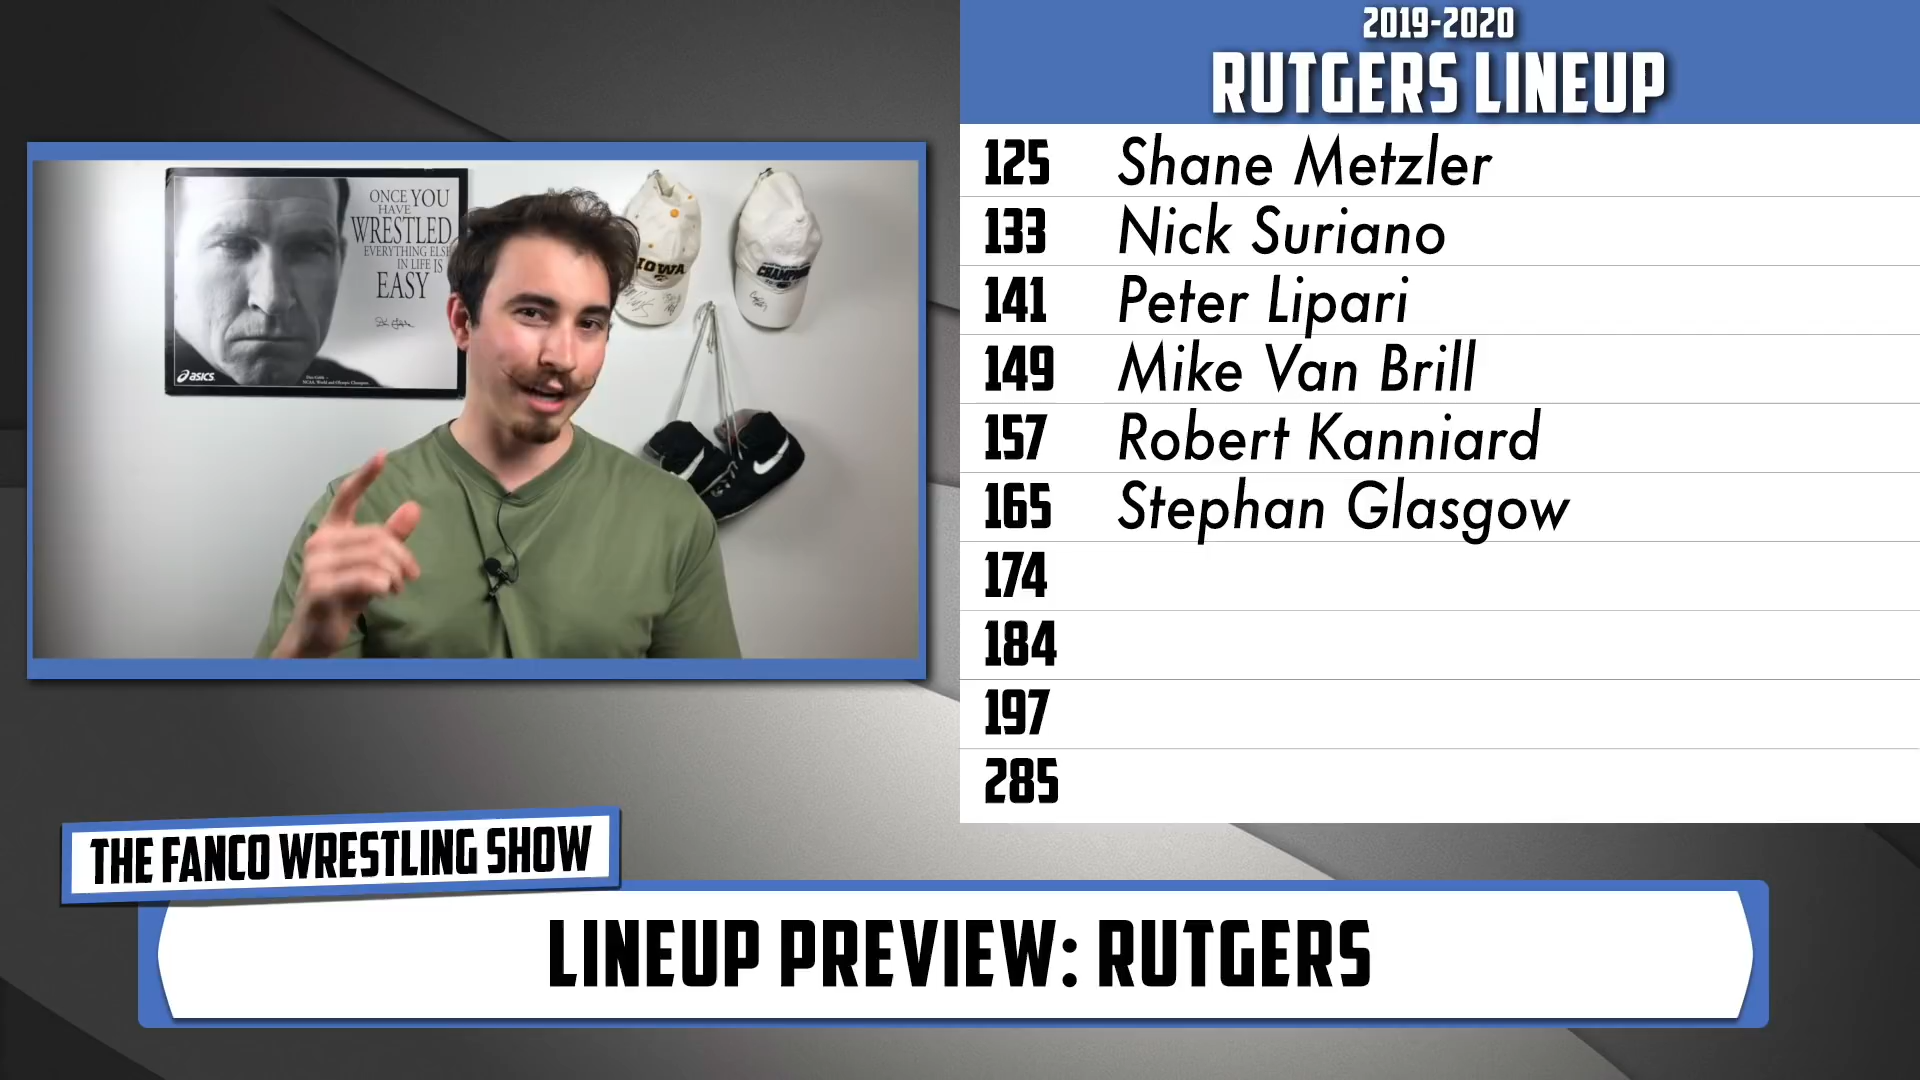 2019-2020
RUTGERS LINEUP
125 Shane Metzler
133 Nick Suriano
141 Peter Lipari
149 Mike Van Brill
157 Robert Kanniard
165 Stephan Glasgow
174
184
197
285
ONCE YOU
HAVE
WRESTLED
EVERYTHING ELSE
IN LIFE IS
EASY
asics
IOWA
THE FANCO WRESTLING SHOW
LINEUP PREVIEW: RUTGERS